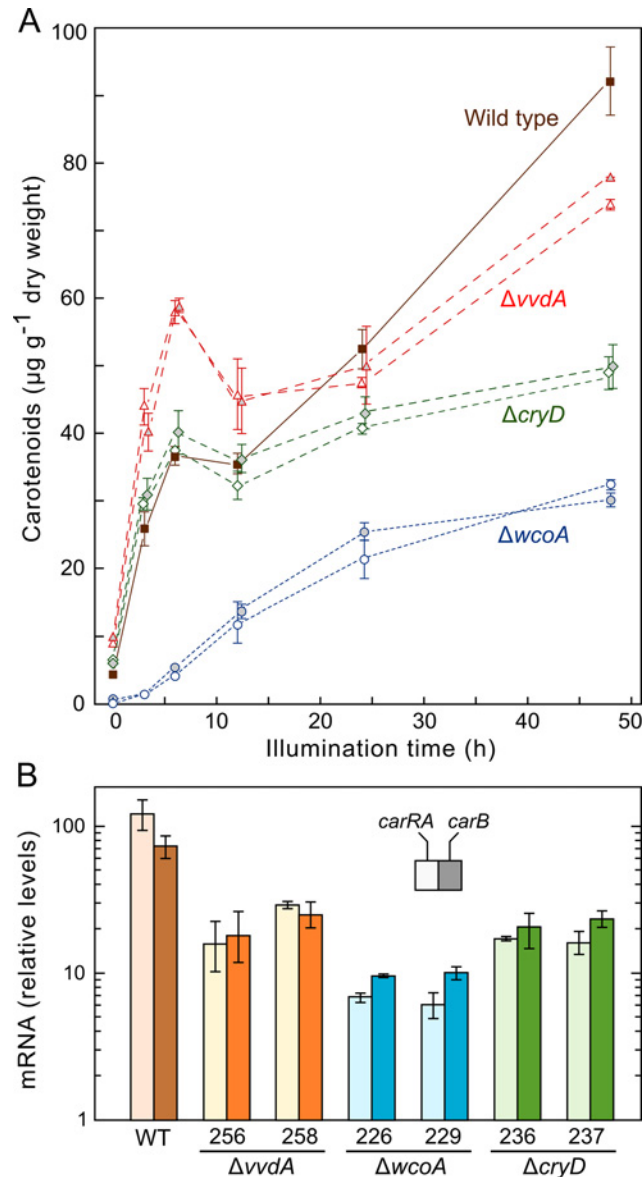 A
100
80
60
40
20
0
Carotenoids (µg g⁻¹ dry weight)
Wild type
ΔvvdA
ΔcryD
ΔwcoA
0 10 20 30 40 50
Illumination time (h)
B
mRNA (relative levels)
100
10
1
carRA carB
WT 256 258 226 229 236 237
ΔvvdA ΔwcoA ΔcryD